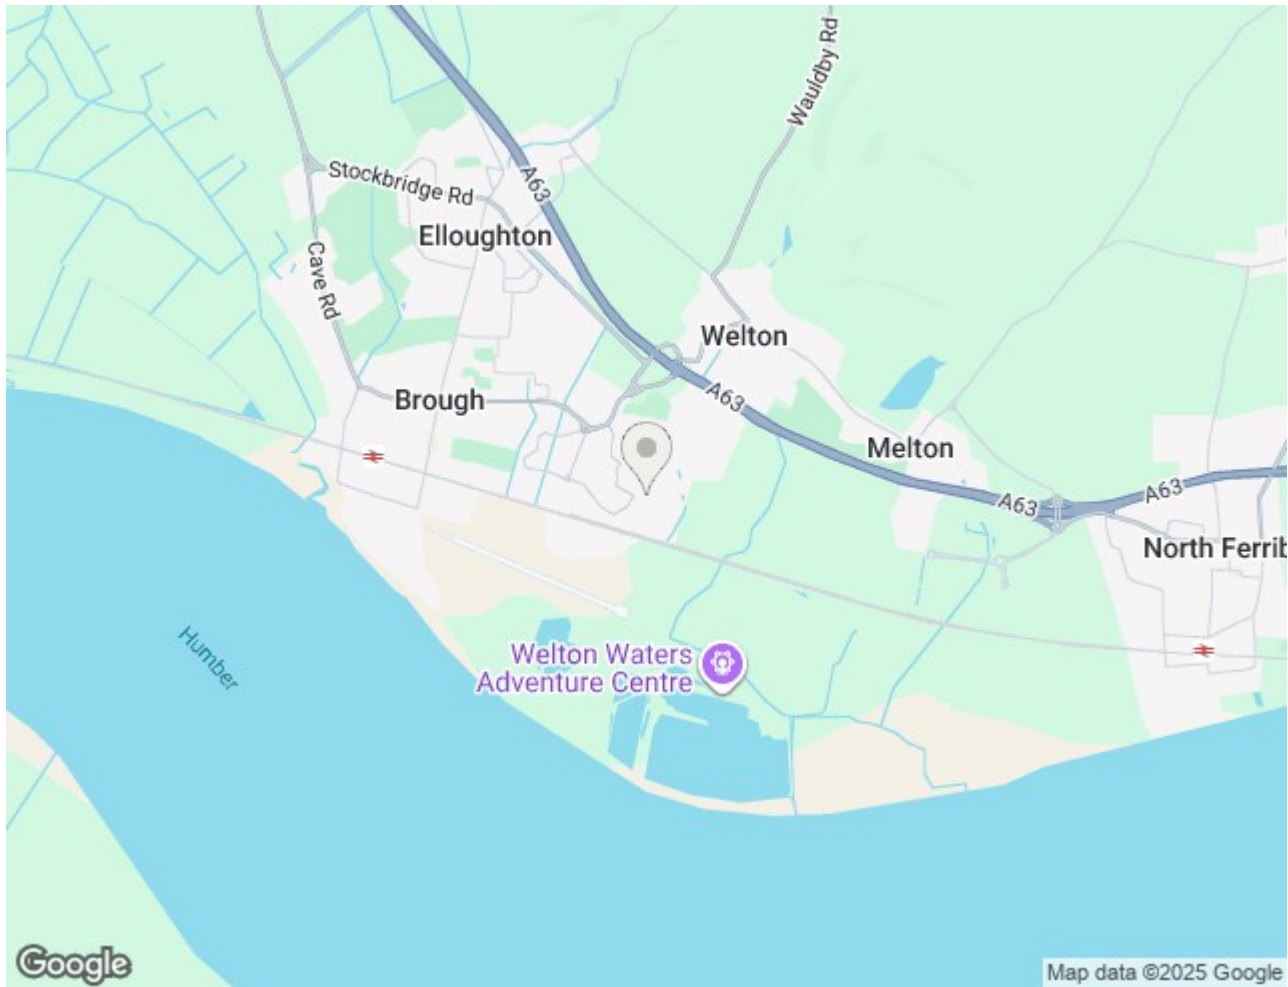 Wauldby Rd
Stockbridge Rd
A63
Elloughton
Cave Rd
Welton
A63
Brough
Melton
A63
A63
North Ferrib
Humber
Welton Waters
Adventure Centre
Google
Map data ©2025 Google